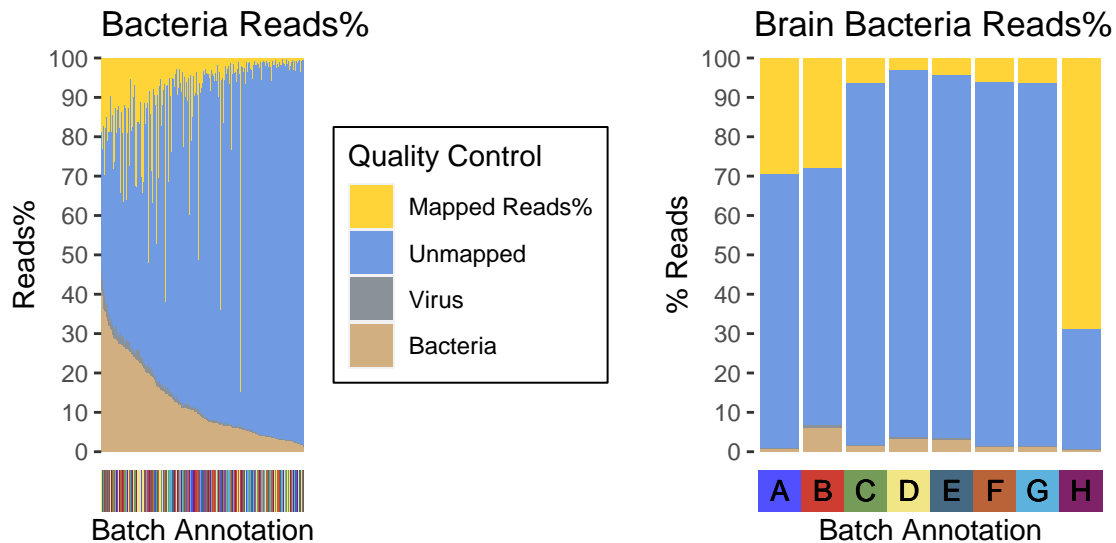 Bacteria Reads%
Reads%
100
90
80
70
60
50
40
30
20
10
0
Batch Annotation
Quality Control
Mapped Reads%
Unmapped
Virus
Bacteria
Brain Bacteria Reads%
% Reads
100
90
80
70
60
50
40
30
20
10
0
A B C D E F G H
Batch Annotation